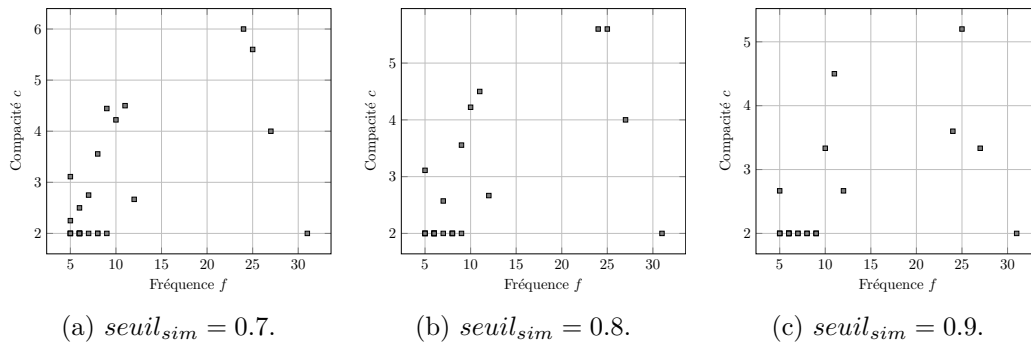 6
5
4
3
2
Compacité c
5 10 15 20 25 30
Fréquence f
(a) seuil_sim = 0.7.
5
4
3
2
Compacité c
5 10 15 20 25 30
Fréquence f
(b) seuil_sim = 0.8.
5
4
3
2
Compacité c
5 10 15 20 25 30
Fréquence f
(c) seuil_sim = 0.9.